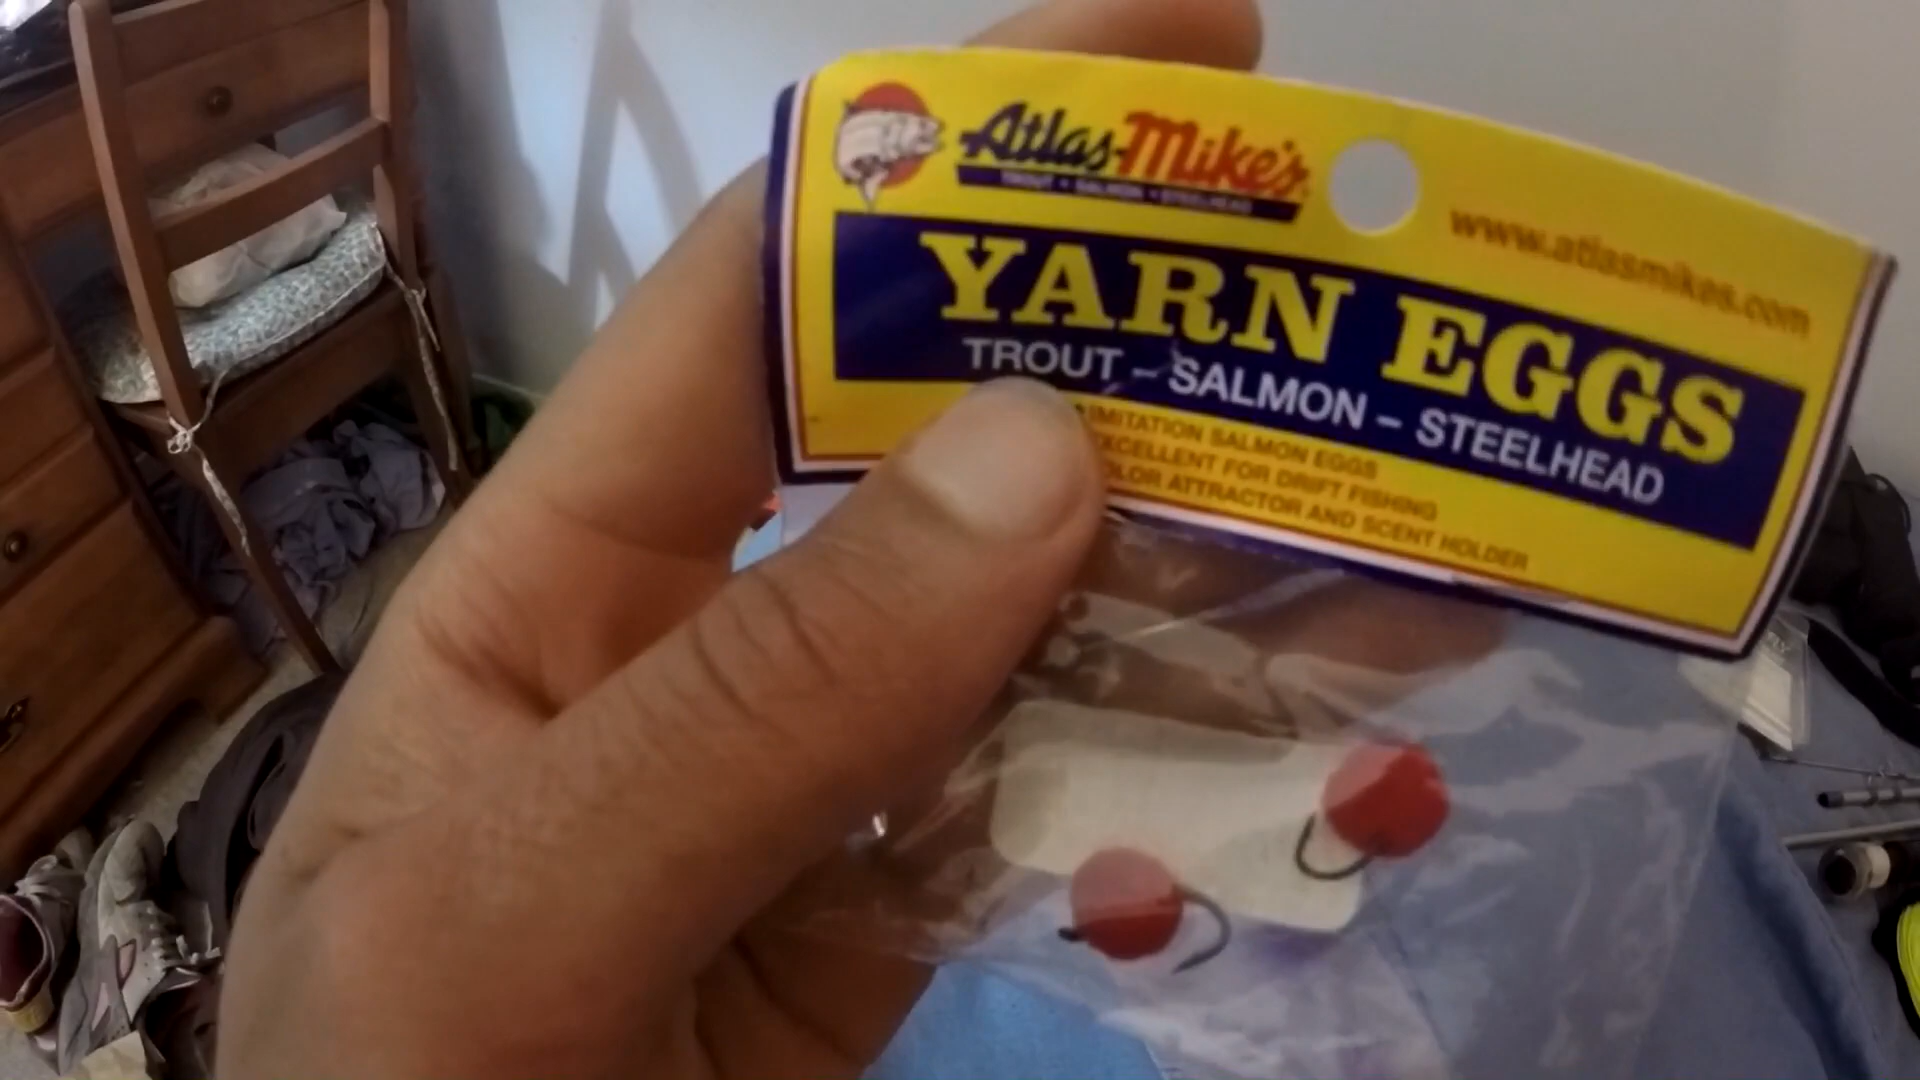 Atlas-Mike's
TROUT • SALMON • STEELHEAD
www.atlasmikes.com
YARN EGGS
TROUT – SALMON – STEELHEAD
IMITATION SALMON EGGS
EXCELLENT FOR DRIFT FISHING
COLOR ATTRACTOR AND SCENT HOLDER